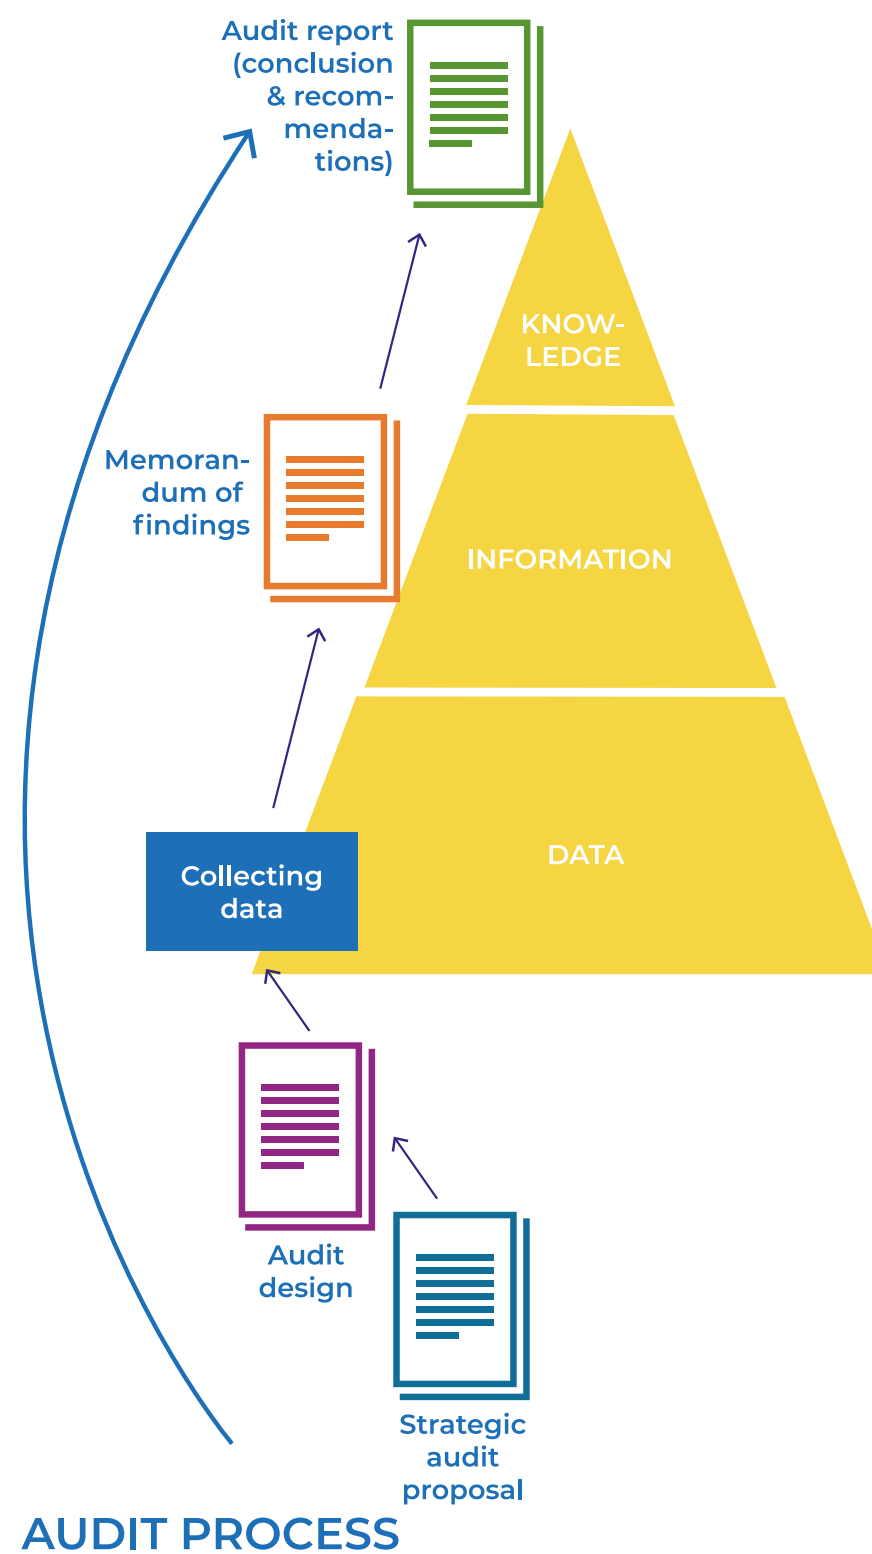 Audit report
(conclusion
& recom-
menda-
tions)
KNOW-
LEDGE
Memoran-
dum of
findings
INFORMATION
Collecting
data
DATA
Audit
design
Strategic
audit
proposal
AUDIT PROCESS